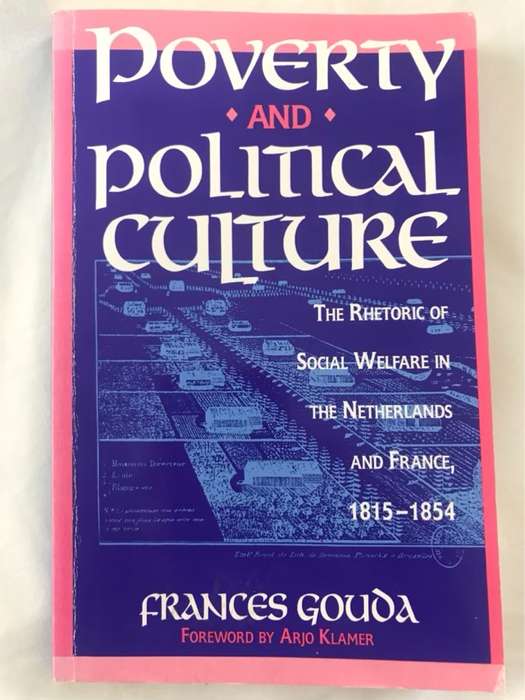 POVERTY
AND
POLITICAL
CULTURE
THE RHETORIC OF
SOCIAL WELFARE IN
THE NETHERLANDS
AND FRANCE,
1815–1854
FRANCES GOUDA
FOREWORD BY ARJO KLAMER